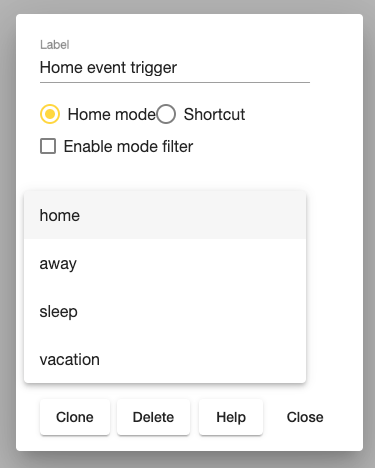 Label
Home event trigger
Home mode Shortcut
Enable mode filter
home
away
sleep
vacation
Clone Delete Help Close